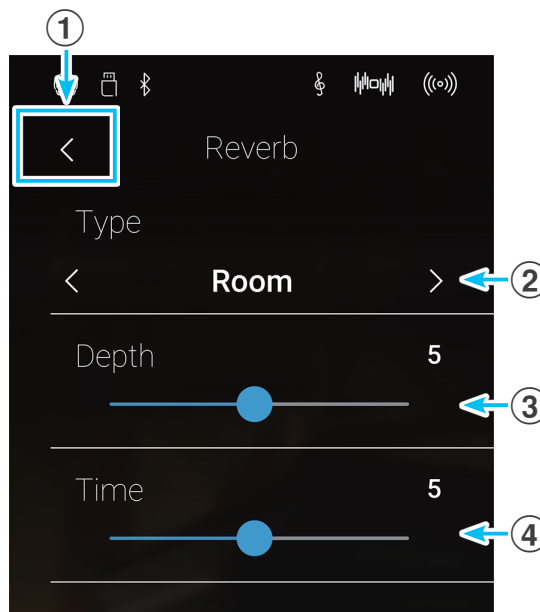 ①
Reverb
Type
Room
②
Depth 5
③
Time 5
④